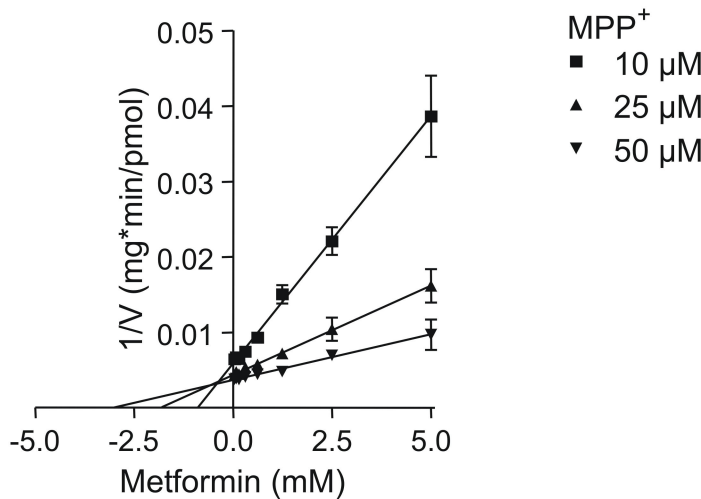 MPP+
10 µM
25 µM
50 µM
1/V (mg*min/pmol)
0.05
0.04
0.03
0.02
0.01
-5.0 -2.5 0.0 2.5 5.0
Metformin (mM)